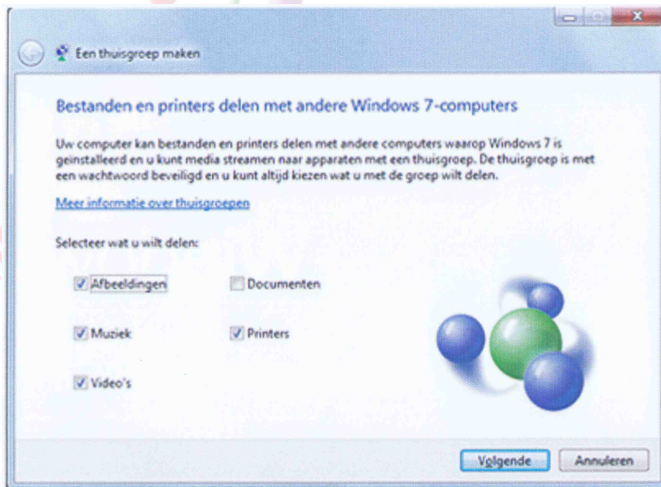 Een thuisgroep maken
Bestanden en printers delen met andere Windows 7-computers
Uw computer kan bestanden en printers delen met andere computers waarop Windows 7 is
geïnstalleerd en u kunt media streamen naar apparaten met een thuisgroep. De thuisgroep is met
een wachtwoord beveiligd en u kunt altijd kiezen wat u met de groep wilt delen.
Meer informatie over thuisgroepen
Selecteer wat u wilt delen:
Afbeeldingen Documenten
Muziek Printers
Video's
Volgende Annuleren